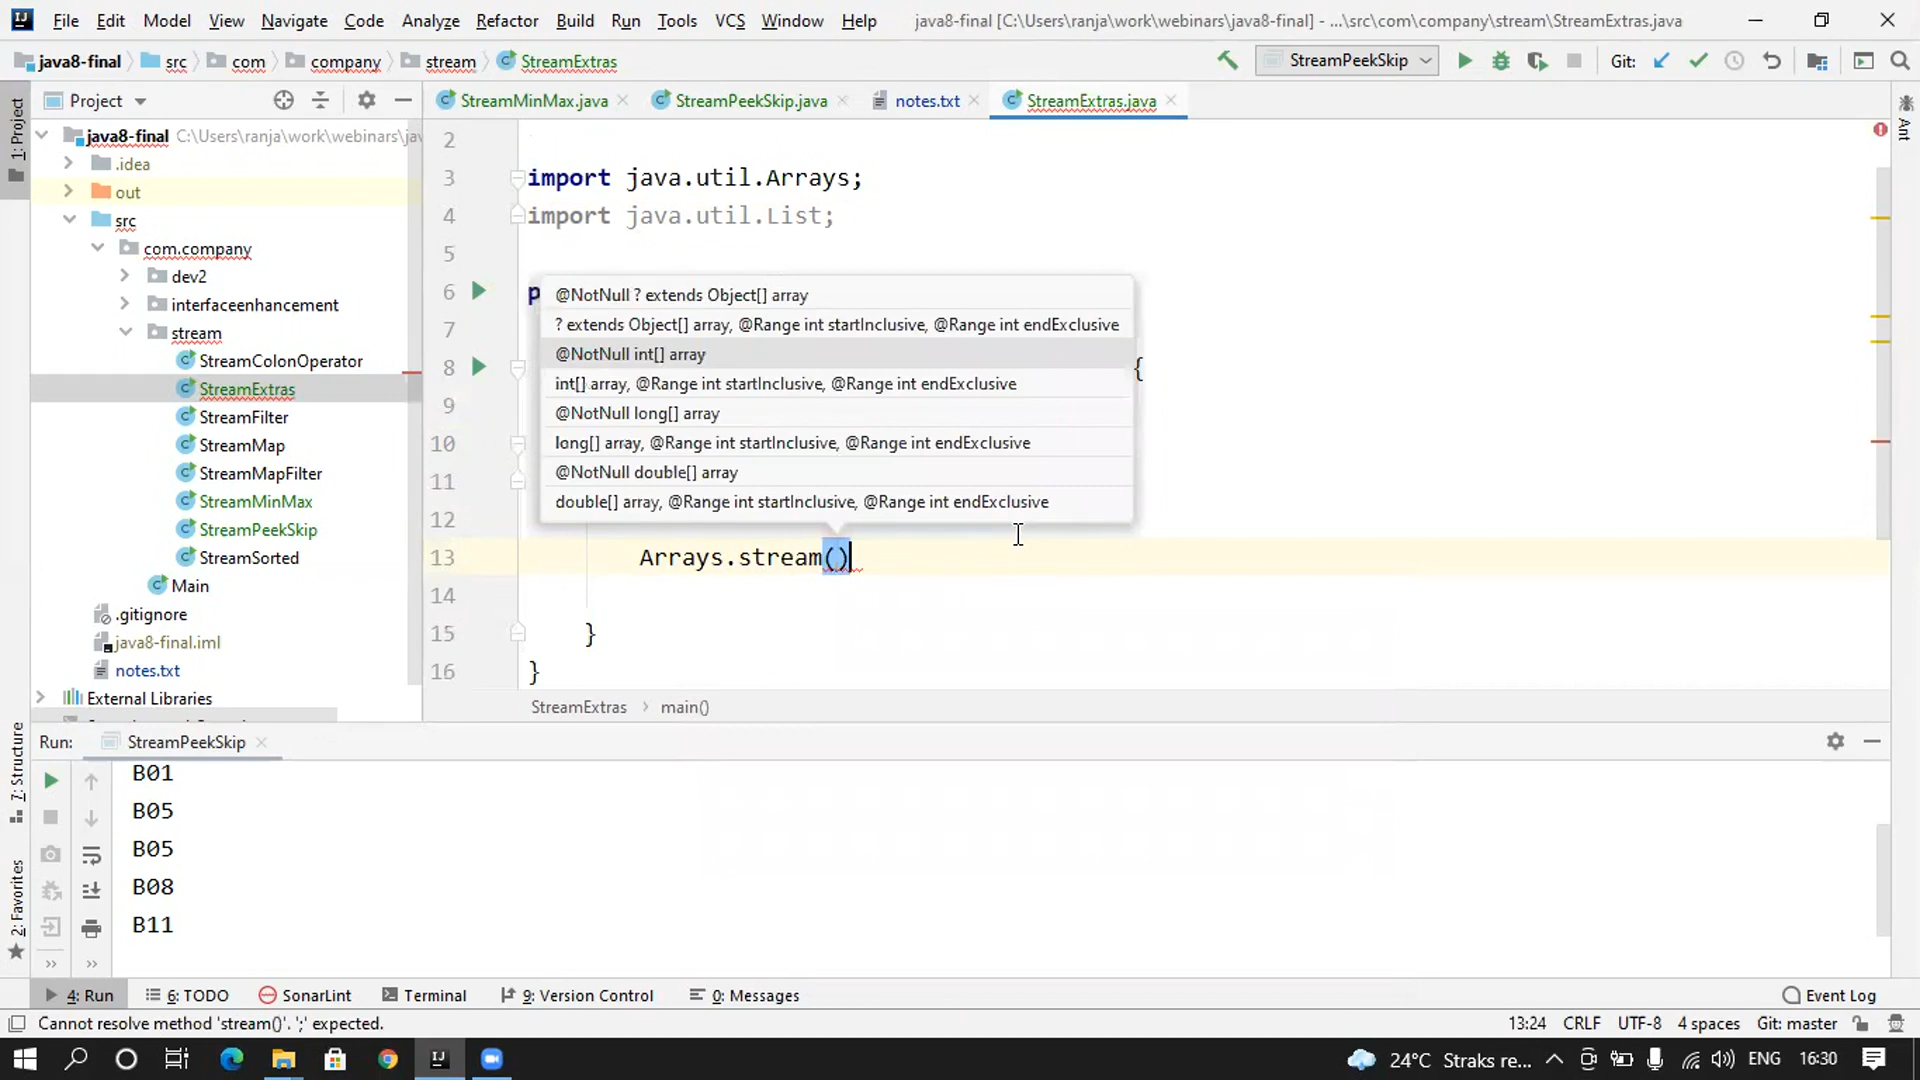 File Edit Model View Navigate Code Analyze Refactor Build Run Tools VCS Window Help java8-final [C:\Users\ranja\work\webinars\java8-final] - ...\src\com\company\stream\StreamExtras.java
java8-final src com company stream StreamExtras StreamPeekSkip Git:
Project StreamMinMax.java StreamPeekSkip.java notes.txt StreamExtras.java
1: Project
7: Structure
2: Favorites
Ant
java8-final C:\Users\ranja\work\webinars\jav
.idea
out
src
com.company
dev2
interfaceenhancement
stream
StreamColonOperator
StreamExtras
StreamFilter
StreamMap
StreamMapFilter
StreamMinMax
StreamPeekSkip
StreamSorted
Main
.gitignore
java8-final.iml
notes.txt
External Libraries
2
3 import java.util.Arrays;
4 import java.util.List;
5
6 p
7
8 {
9
10
11
12
13 Arrays.stream()
14
15 }
16 }
@NotNull ? extends Object[] array
? extends Object[] array, @Range int startInclusive, @Range int endExclusive
@NotNull int[] array
int[] array, @Range int startInclusive, @Range int endExclusive
@NotNull long[] array
long[] array, @Range int startInclusive, @Range int endExclusive
@NotNull double[] array
double[] array, @Range int startInclusive, @Range int endExclusive
StreamExtras main()
Run: StreamPeekSkip
B01
B05
B05
B08
B11
4: Run 6: TODO SonarLint Terminal 9: Version Control 0: Messages Event Log
Cannot resolve method 'stream()'. ';' expected. 13:24 CRLF UTF-8 4 spaces Git: master
24°C Straks re... ENG 16:30